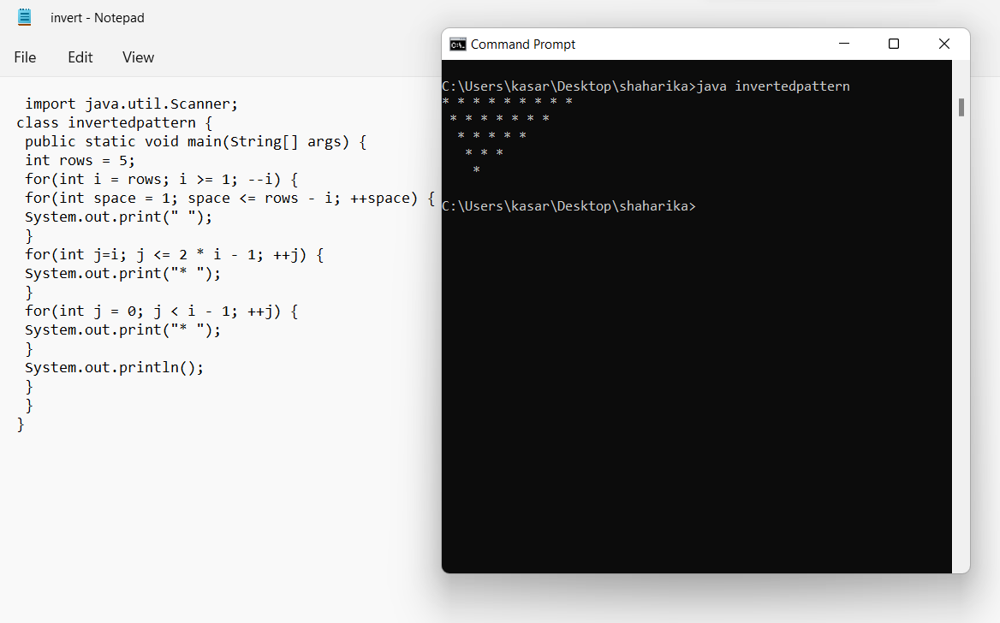 invert - Notepad
File Edit View
import java.util.Scanner;
class invertedpattern {
public static void main(String[] args) {
int rows = 5;
for(int i = rows; i >= 1; --i) {
for(int space = 1; space <= rows - i; ++space) {
System.out.print(" ");
}
for(int j=i; j <= 2 * i - 1; ++j) {
System.out.print("* ");
}
for(int j = 0; j < i - 1; ++j) {
System.out.print("* ");
}
System.out.println();
}
}
}
Command Prompt
C:\Users\kasar\Desktop\shaharika>java invertedpattern
* * * * * * * * *
 * * * * * * *
  * * * * *
   * * *
    *
C:\Users\kasar\Desktop\shaharika>